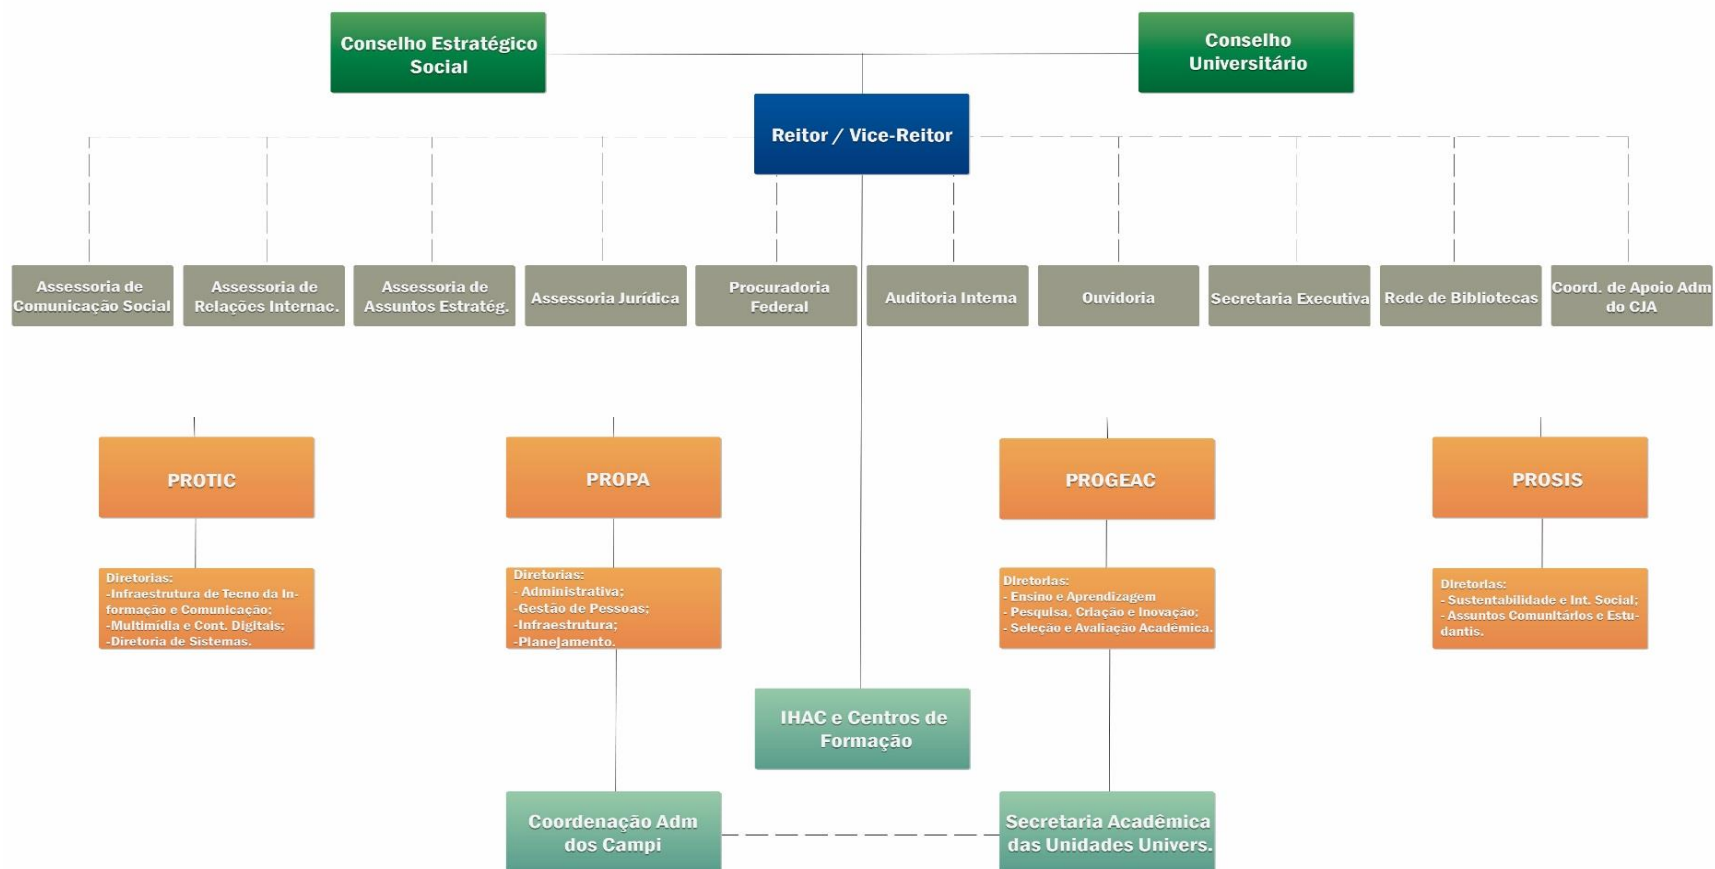 Conselho Estratégico
Social
Conselho
Universitário
Reitor / Vice-Reitor
Assessoria de
Comunicação Social
Assessoria de
Relações Internac.
Assessoria de
Assuntos Estratég.
Assessoria Jurídica
Procuradoria
Federal
Auditoria Interna
Ouvidoria
Secretaria Executiva
Rede de Bibliotecas
Coord. de Apoio Adm
do CJA
PROTIC
PROPA
PROGEAC
PROSIS
Diretorias:
-Infraestrutura de Tecno da In-
formação e Comunicação;
-Multimídia e Cont. Digitais;
-Diretoria de Sistemas.
Diretorias:
- Administrativa;
-Gestão de Pessoas;
-Infraestrutura;
-Planejamento.
Diretorias:
- Ensino e Aprendizagem
- Pesquisa, Criação e Inovação;
- Seleção e Avaliação Acadêmica.
Diretorias:
- Sustentabilidade e Int. Social;
- Assuntos Comunitários e Estu-
dantis.
IHAC e Centros de
Formação
Coordenação Adm
dos Campi
Secretaria Acadêmica
das Unidades Univers.